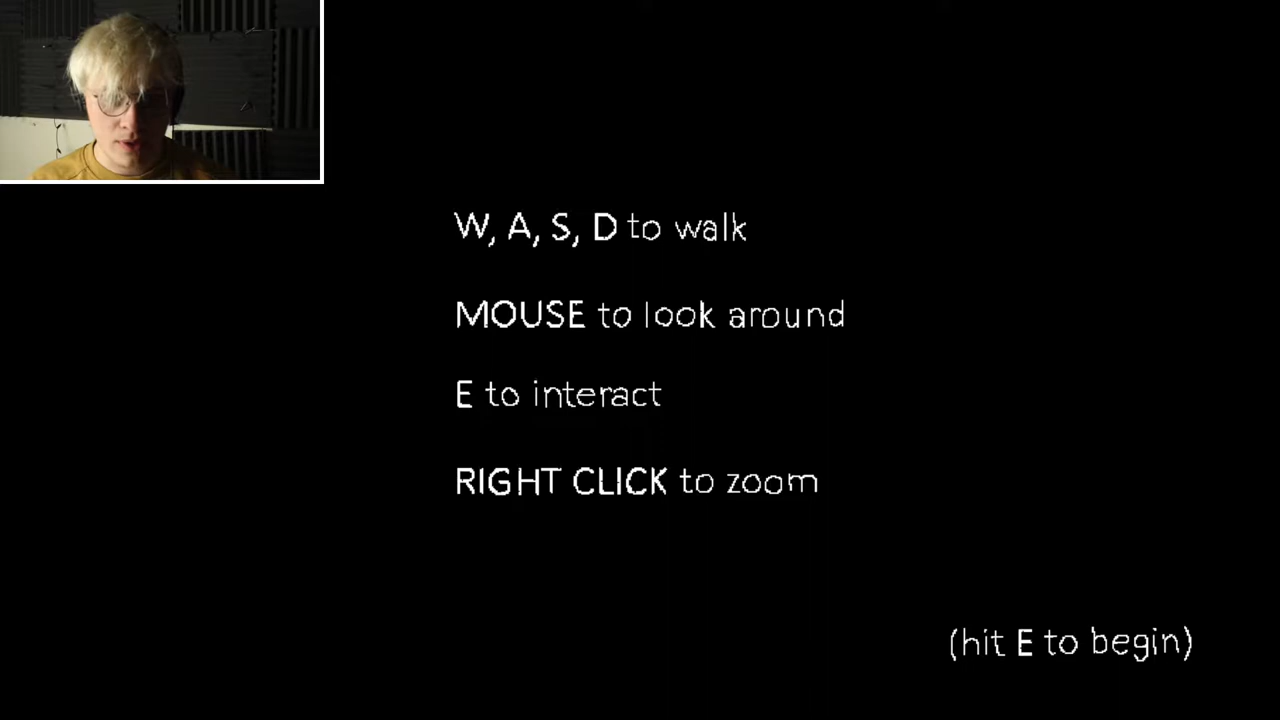 W, A, S, D to walk
MOUSE to look around
E to interact
RIGHT CLICK to zoom
(hit E to begin)